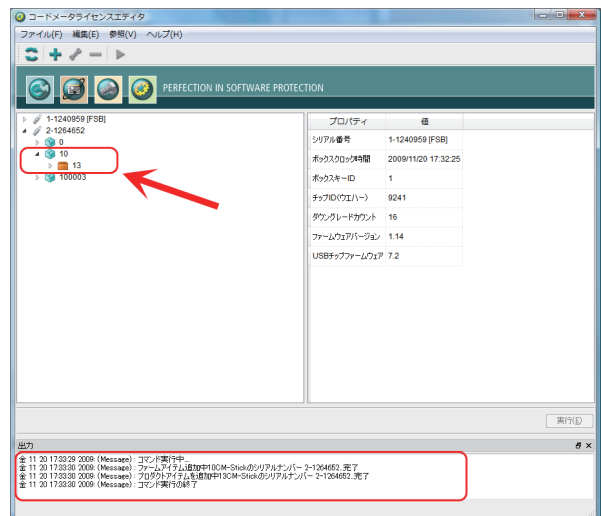 コードメータライセンスエディタ
ファイル(F) 編集(E) 参照(V) ヘルプ(H)
PERFECTION IN SOFTWARE PROTECTION
1-1240959 [FSB]
2-1264652
0
10
13
100003
プロパティ 値
シリアル番号 1-1240959 [FSB]
ボックスクロック時間 2009/11/20 17:32:25
ボックスキーID 1
チップID(ウエハー) 9241
ダウングレードカウント 16
ファームウェアバージョン 1.14
USBチップファームウェア 7.2
実行(E)
出力
金 11 20 17:33:29 2009: (Message) : コマンド実行中...
金 11 20 17:33:30 2009: (Message) : ファームアイテム追加中10CM-Stickのシリアルナンバー 2-1264652..完了
金 11 20 17:33:30 2009: (Message) : プロダクトアイテムを追加中13CM-Stickのシリアルナンバー 2-1264652..完了
金 11 20 17:33:30 2009: (Message) : コマンド実行の終了